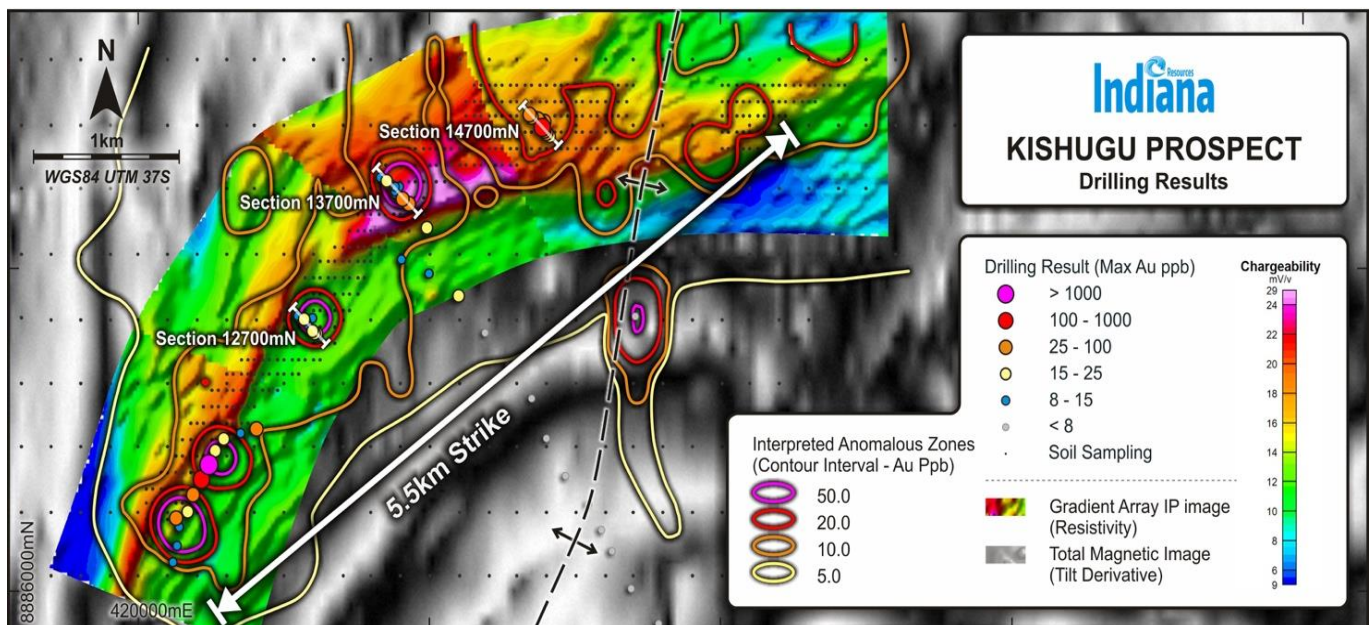 N
1km
WGS84 UTM 37S
Section 14700mN
Section 13700mN
Section 12700mN
5.5km Strike
8886000mN
420000mE
Indiana
Resources
KISHUGU PROSPECT
Drilling Results
Drilling Result (Max Au ppb)
> 1000
100 - 1000
25 - 100
15 - 25
8 - 15
< 8
Soil Sampling
Gradient Array IP image
(Resistivity)
Total Magnetic Image
(Tilt Derivative)
Chargeability
mV/v
29
24
22
20
18
16
14
12
10
8
6
9
Interpreted Anomalous Zones
(Contour Interval - Au Ppb)
50.0
20.0
10.0
5.0